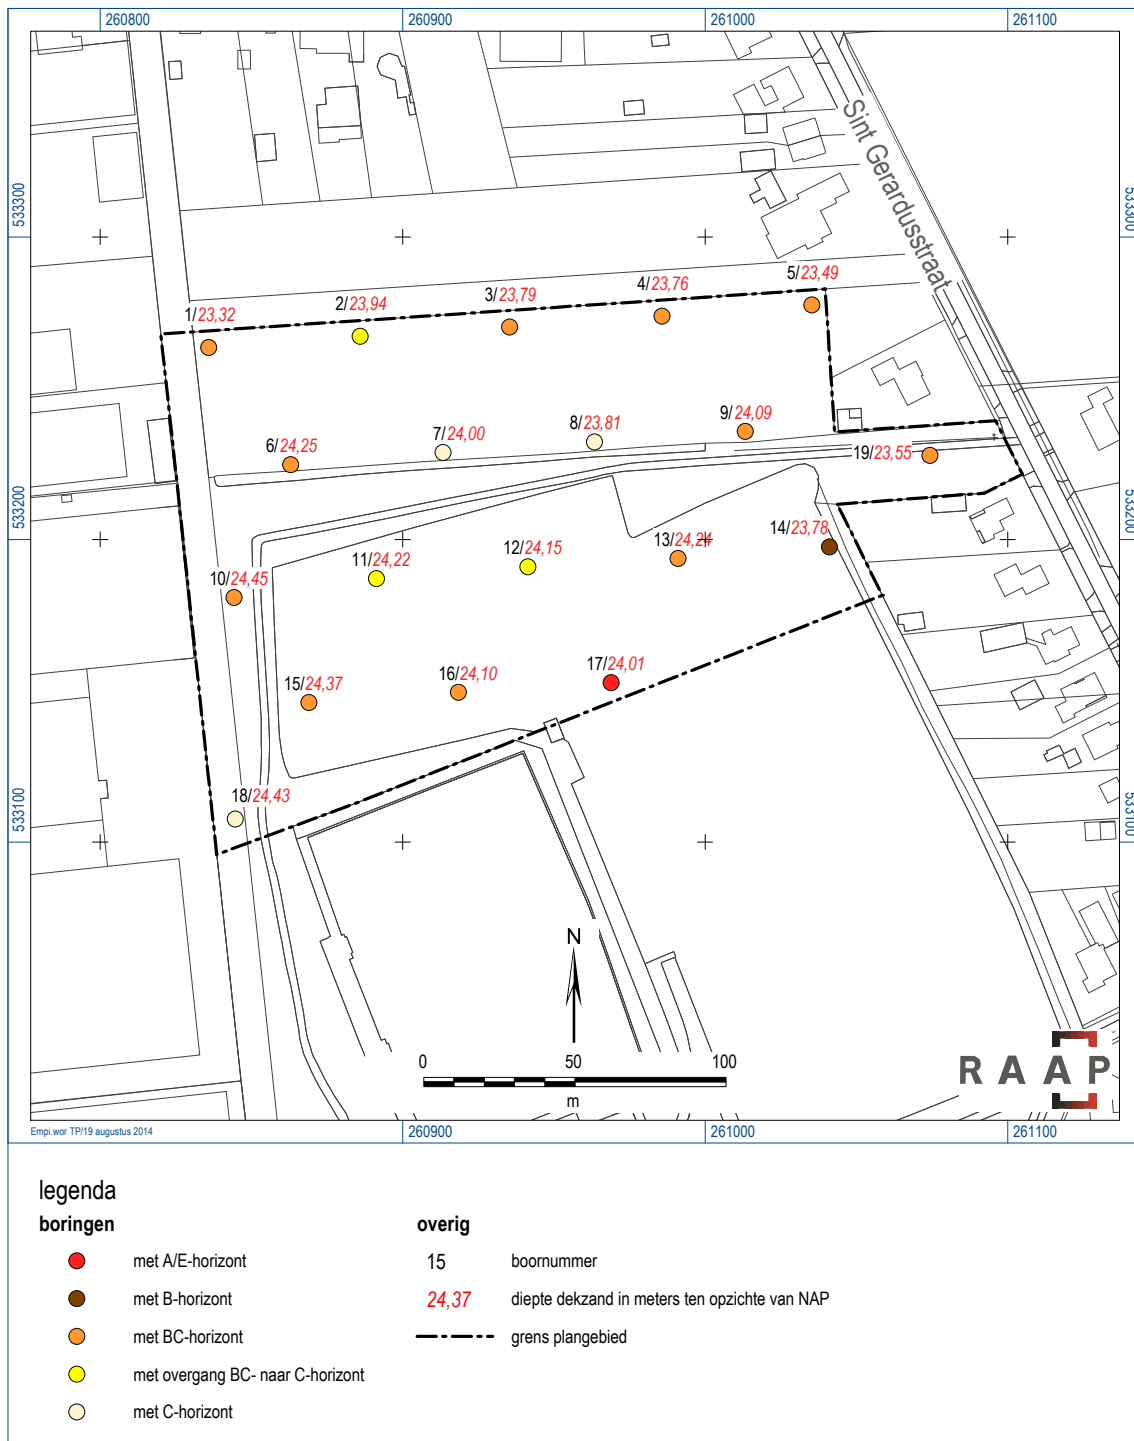 260800 260900 261000 261100
533300 533300
Sint Gerardusstraat
5/23,49
4/23,76
3/23,79
2/23,94
1/23,32
9/24,09
8/23,81
7/24,00
6/24,25
19/23,55
533200 533200
14/23,78
13/24,24
12/24,15
11/24,22
10/24,45
17/24,01
16/24,10
15/24,37
18/24,43
533100 533100
N
0 50 100
m
RAAP
Empi.wor TP/19 augustus 2014
260900 261000 261100
legenda
boringen overig
met A/E-horizont 15 boornummer
met B-horizont 24,37 diepte dekzand in meters ten opzichte van NAP
met BC-horizont grens plangebied
met overgang BC- naar C-horizont
met C-horizont